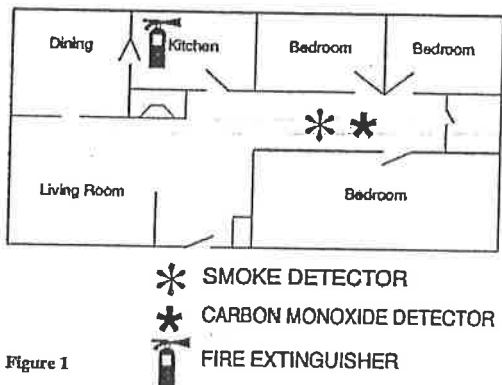 Dining
Kitchen
Bedroom
Bedroom
Living Room
Bedroom
SMOKE DETECTOR
CARBON MONOXIDE DETECTOR
Figure 1
FIRE EXTINGUISHER